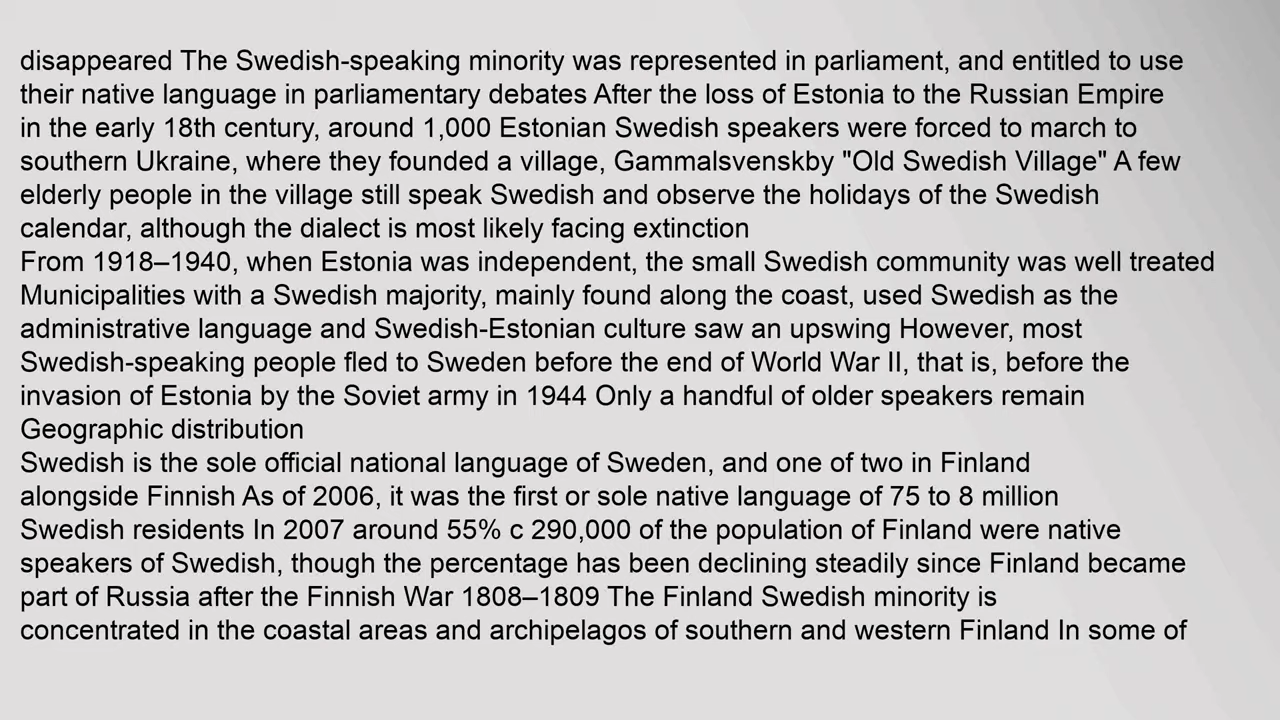 disappeared The Swedish-speaking minority was represented in parliament, and entitled to use
their native language in parliamentary debates After the loss of Estonia to the Russian Empire
in the early 18th century, around 1,000 Estonian Swedish speakers were forced to march to
southern Ukraine, where they founded a village, Gammalsvenskby "Old Swedish Village" A few
elderly people in the village still speak Swedish and observe the holidays of the Swedish
calendar, although the dialect is most likely facing extinction
From 1918–1940, when Estonia was independent, the small Swedish community was well treated
Municipalities with a Swedish majority, mainly found along the coast, used Swedish as the
administrative language and Swedish-Estonian culture saw an upswing However, most
Swedish-speaking people fled to Sweden before the end of World War II, that is, before the
invasion of Estonia by the Soviet army in 1944 Only a handful of older speakers remain
Geographic distribution
Swedish is the sole official national language of Sweden, and one of two in Finland
alongside Finnish As of 2006, it was the first or sole native language of 75 to 8 million
Swedish residents In 2007 around 55% c 290,000 of the population of Finland were native
speakers of Swedish, though the percentage has been declining steadily since Finland became
part of Russia after the Finnish War 1808–1809 The Finland Swedish minority is
concentrated in the coastal areas and archipelagos of southern and western Finland In some of